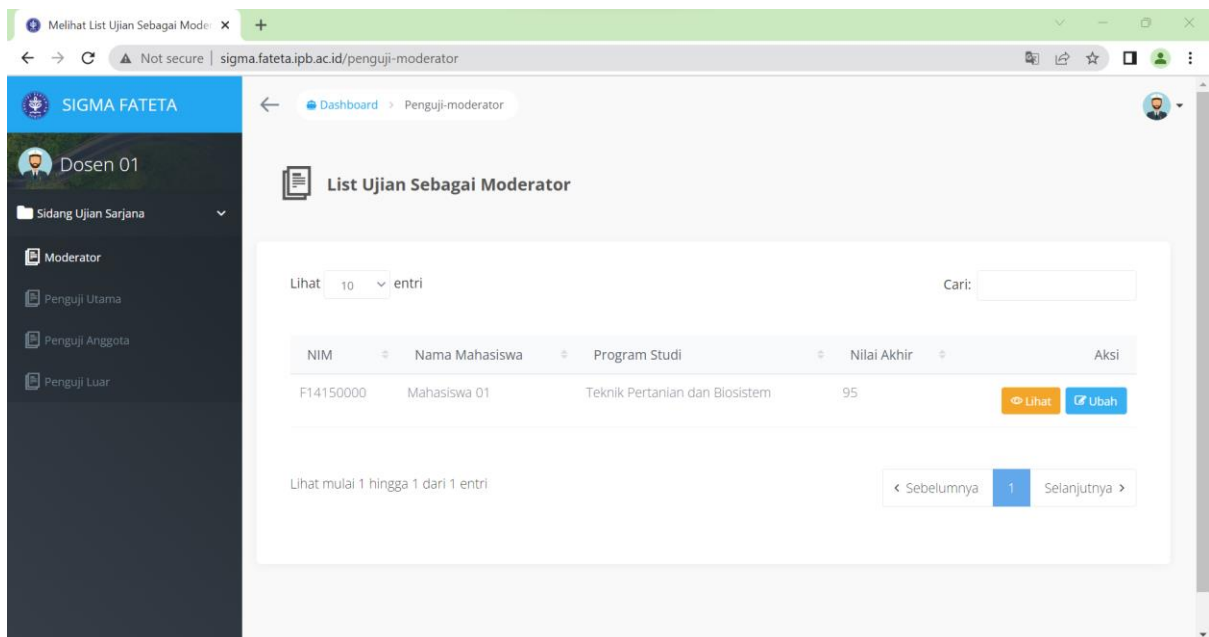 Melihat List Ujian Sebagai Moder
Not secure | sigma.fateta.ipb.ac.id/penguji-moderator
SIGMA FATETA
Dashboard > Penguji-moderator
Dosen 01
Sidang Ujian Sarjana
Moderator
Penguji Utama
Penguji Anggota
Penguji Luar
List Ujian Sebagai Moderator
Lihat 10 entri
Cari:
NIM Nama Mahasiswa Program Studi Nilai Akhir Aksi
F14150000 Mahasiswa 01 Teknik Pertanian dan Biosistem 95 Lihat Ubah
Lihat mulai 1 hingga 1 dari 1 entri
Sebelumnya 1 Selanjutnya